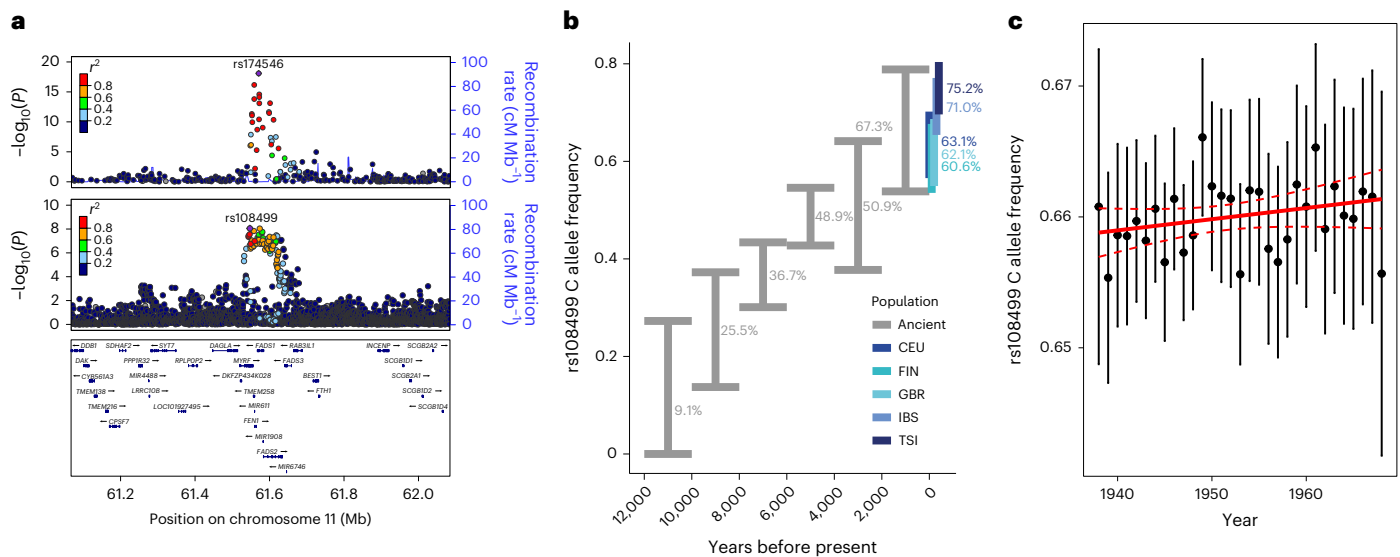 a
rs174546
20
15
10
5
0
–log10(P)
r2
0.8
0.6
0.4
0.2
100
80
60
40
20
0
Recombination rate (cM Mb–1)
rs108499
10
8
6
4
2
0
–log10(P)
r2
0.8
0.6
0.4
0.2
100
80
60
40
20
0
Recombination rate (cM Mb–1)
DDB1 SDHAF2 SYT7 DAGLA FADS1 RAB3IL1 INCENP SCGB2A2
DAK PPP1R32 RPLP0P2 MYRF FADS3 SCGB1D1
CYB561A3 MIR4488 DKFZP434K028 BEST1 SCGB2A1
TMEM138 LRRC10B TMEM258 FTH1 SCGB1D2
TMEM216 LOC101927495 MIR611 SCGB1D4
CPSF7 FEN1
MIR1908
FADS2
MIR6746
61.2 61.4 61.6 61.8 62.0
Position on chromosome 11 (Mb)
b
rs108499 C allele frequency
0.8
0.6
0.4
0.2
0
9.1%
25.5%
36.7%
48.9%
50.9%
67.3%
75.2%
71.0%
63.1%
62.1%
60.6%
Population
Ancient
CEU
FIN
GBR
IBS
TSI
12,000 10,000 8,000 6,000 4,000 2,000 0
Years before present
c
rs108499 C allele frequency
0.67
0.66
0.65
1940 1950 1960
Year